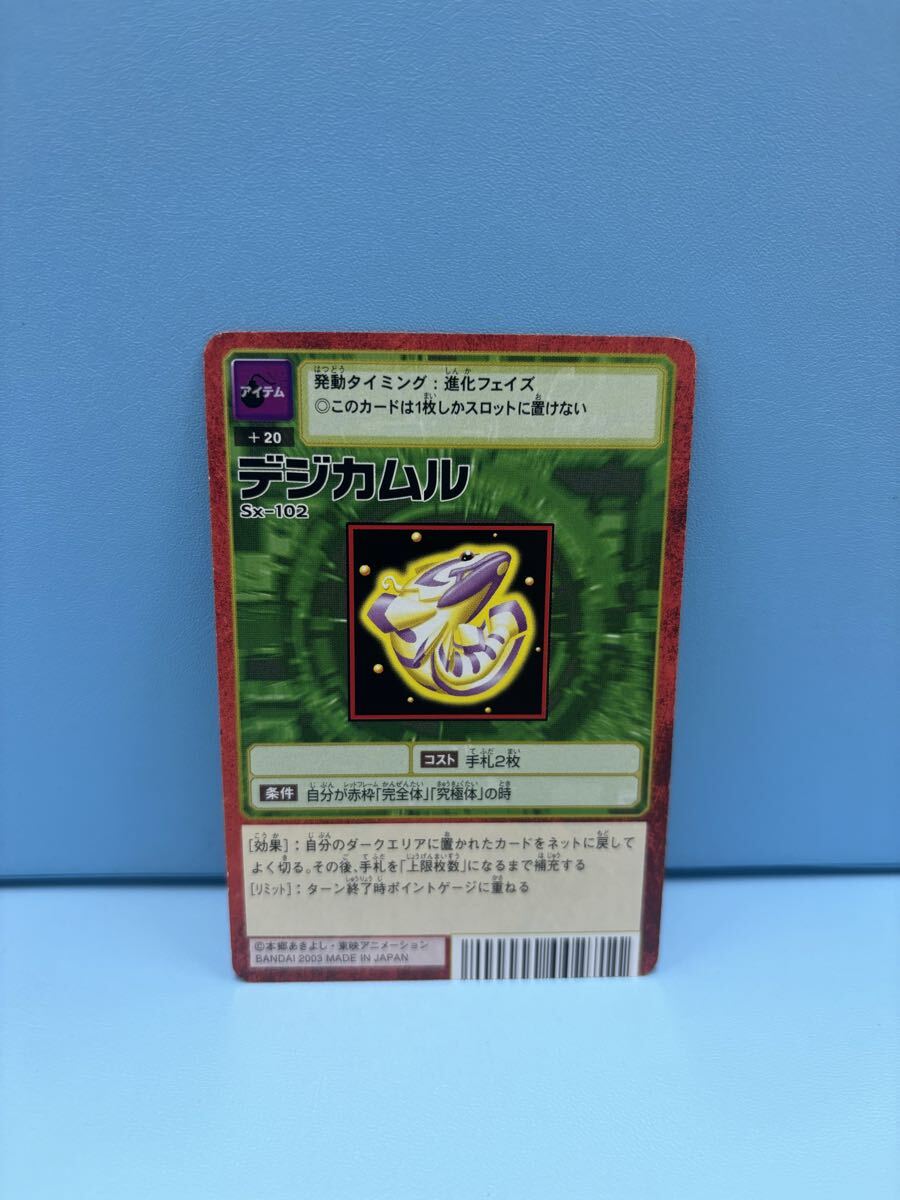 アイテム
発動タイミング：進化フェイズ
◎このカードは1枚しかスロットに置けない
＋20
デジカムル
Sx-102
コスト 手札2枚
条件 自分が赤枠「完全体」「究極体」の時
[効果]：自分のダークエリアに置かれたカードをネットに戻して
よく切る。その後、手札を「上限枚数」になるまで補充する
[リミット]：ターン終了時ポイントゲージに重ねる
©本郷あきよし・東映アニメーション
BANDAI 2003 MADE IN JAPAN